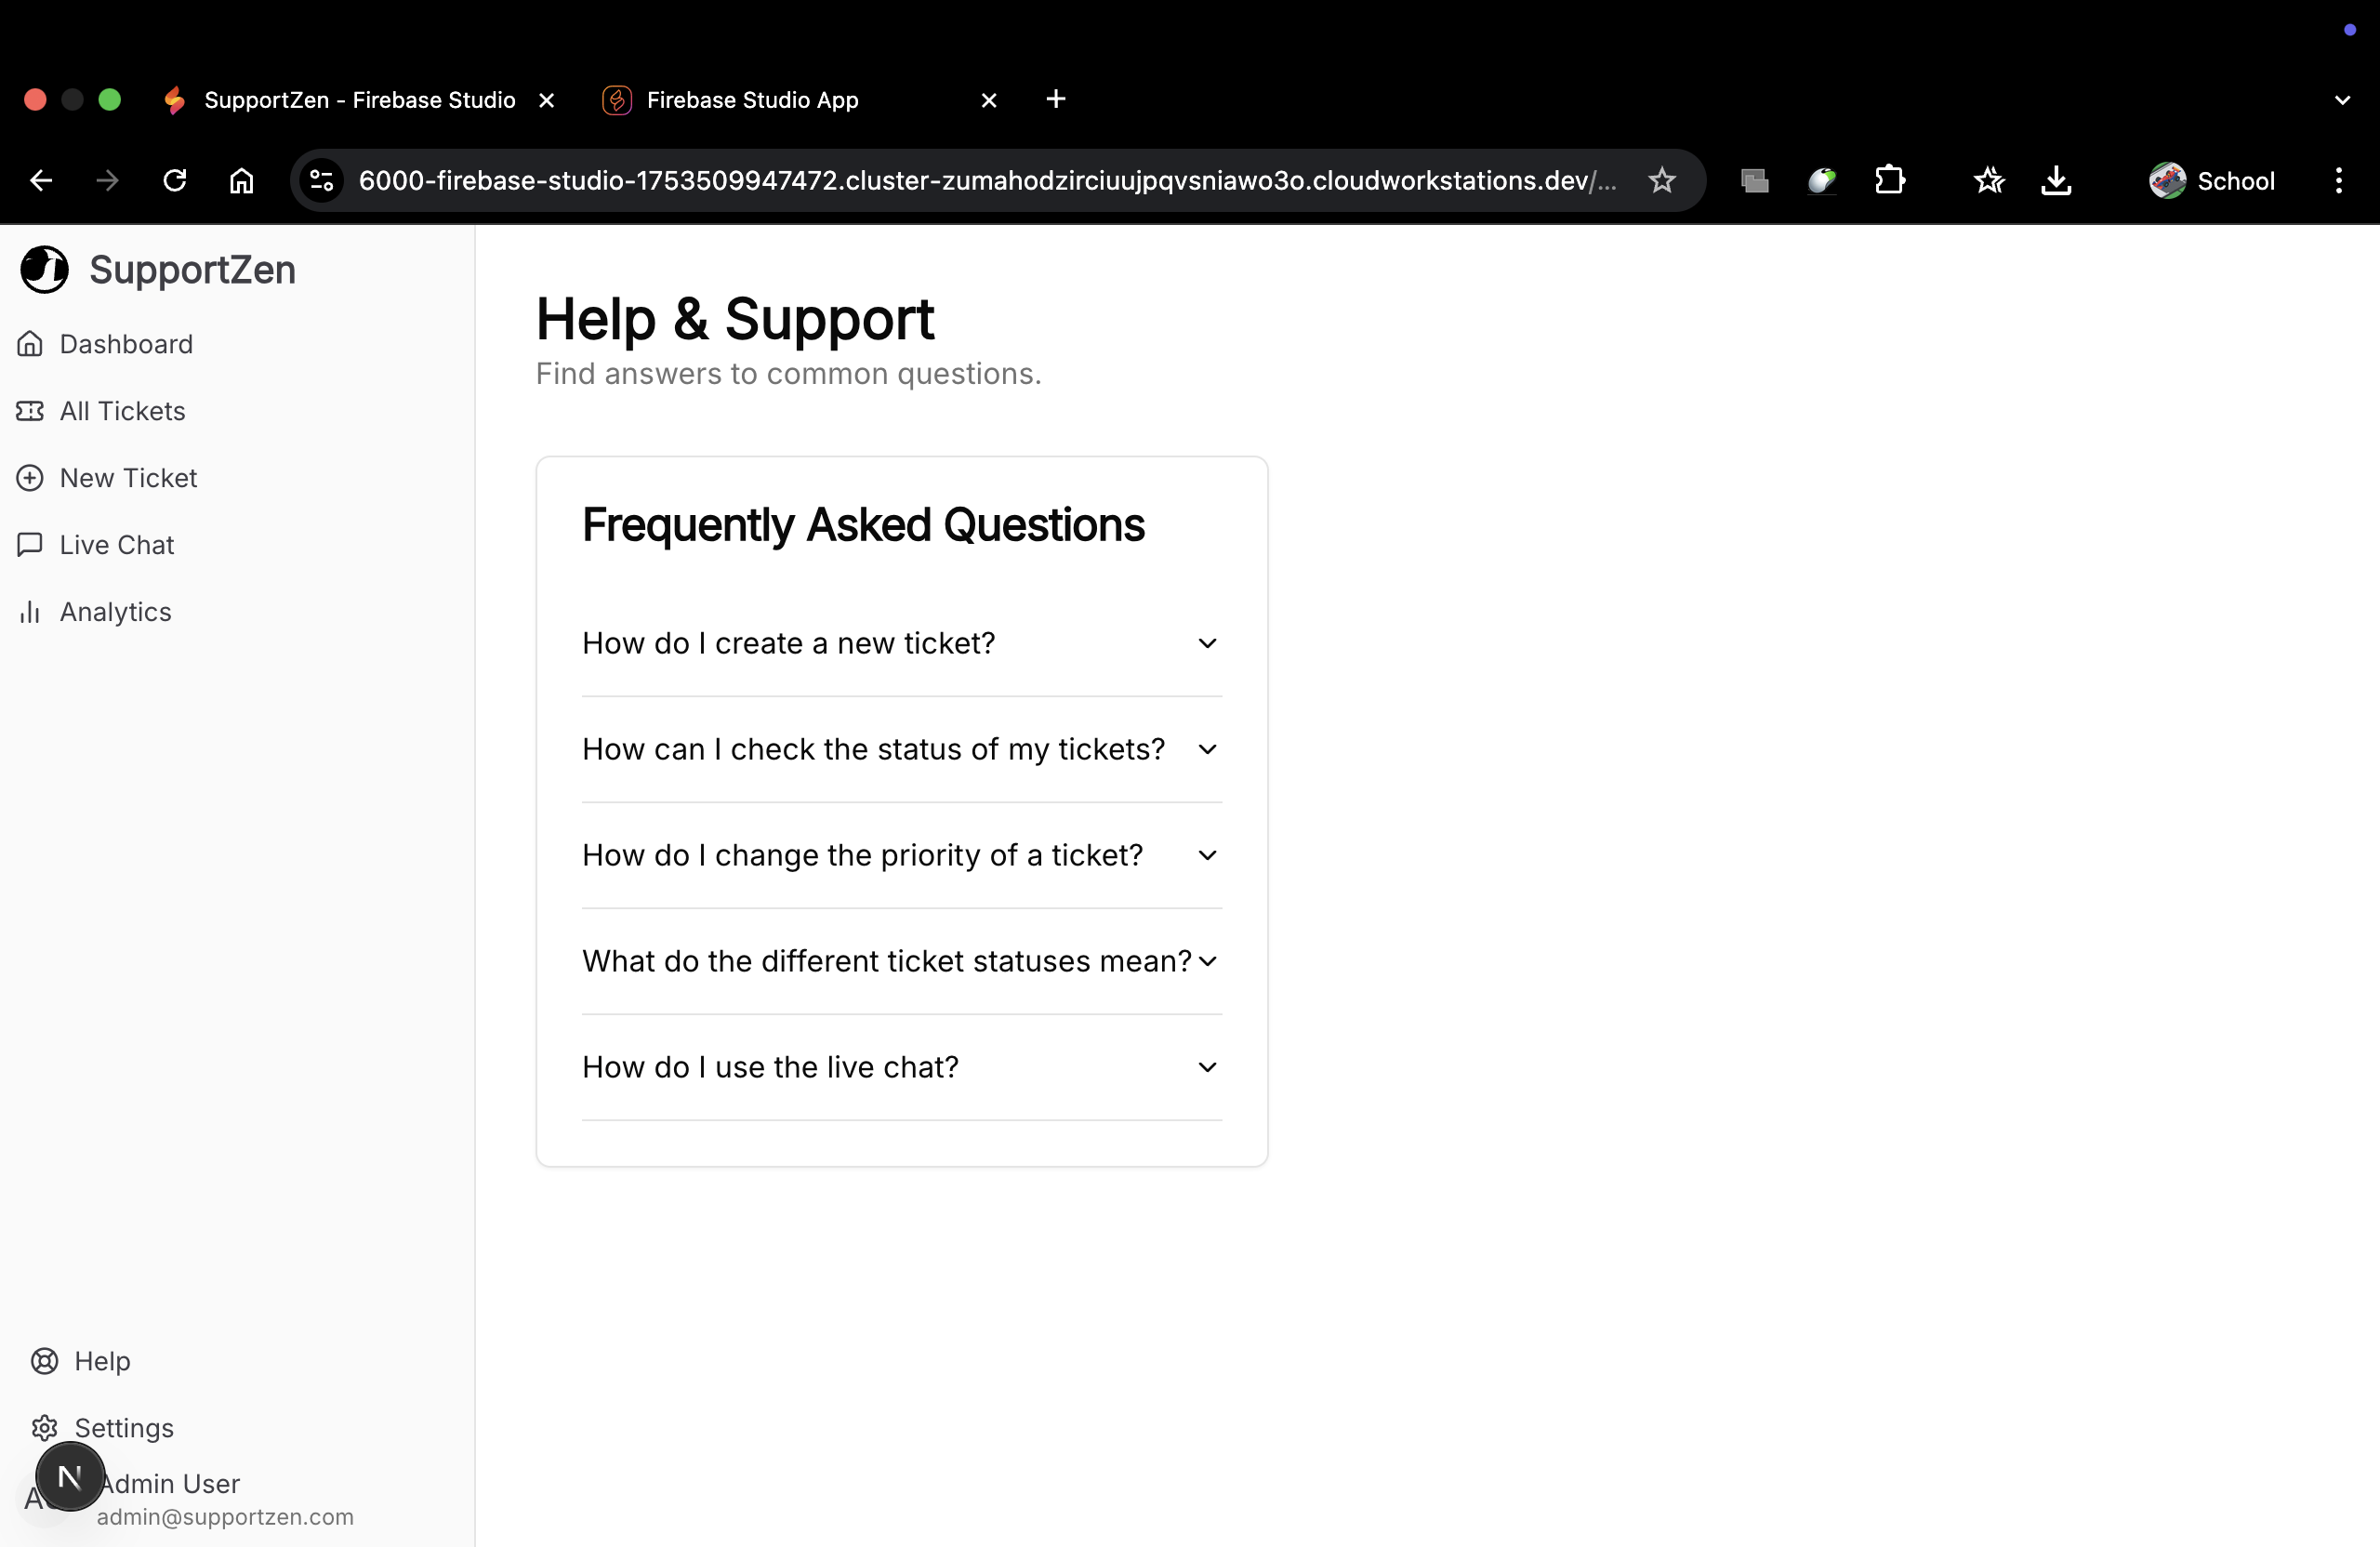 SupportZen - Firebase Studio
Firebase Studio App
6000-firebase-studio-1753509947472.cluster-zumahodzirciuujpqvsniawo3o.cloudworkstations.dev/...
School
SupportZen
Dashboard
All Tickets
New Ticket
Live Chat
Analytics
Help & Support
Find answers to common questions.
Frequently Asked Questions
How do I create a new ticket?
How can I check the status of my tickets?
How do I change the priority of a ticket?
What do the different ticket statuses mean?
How do I use the live chat?
Help
Settings
N
Admin User
admin@supportzen.com